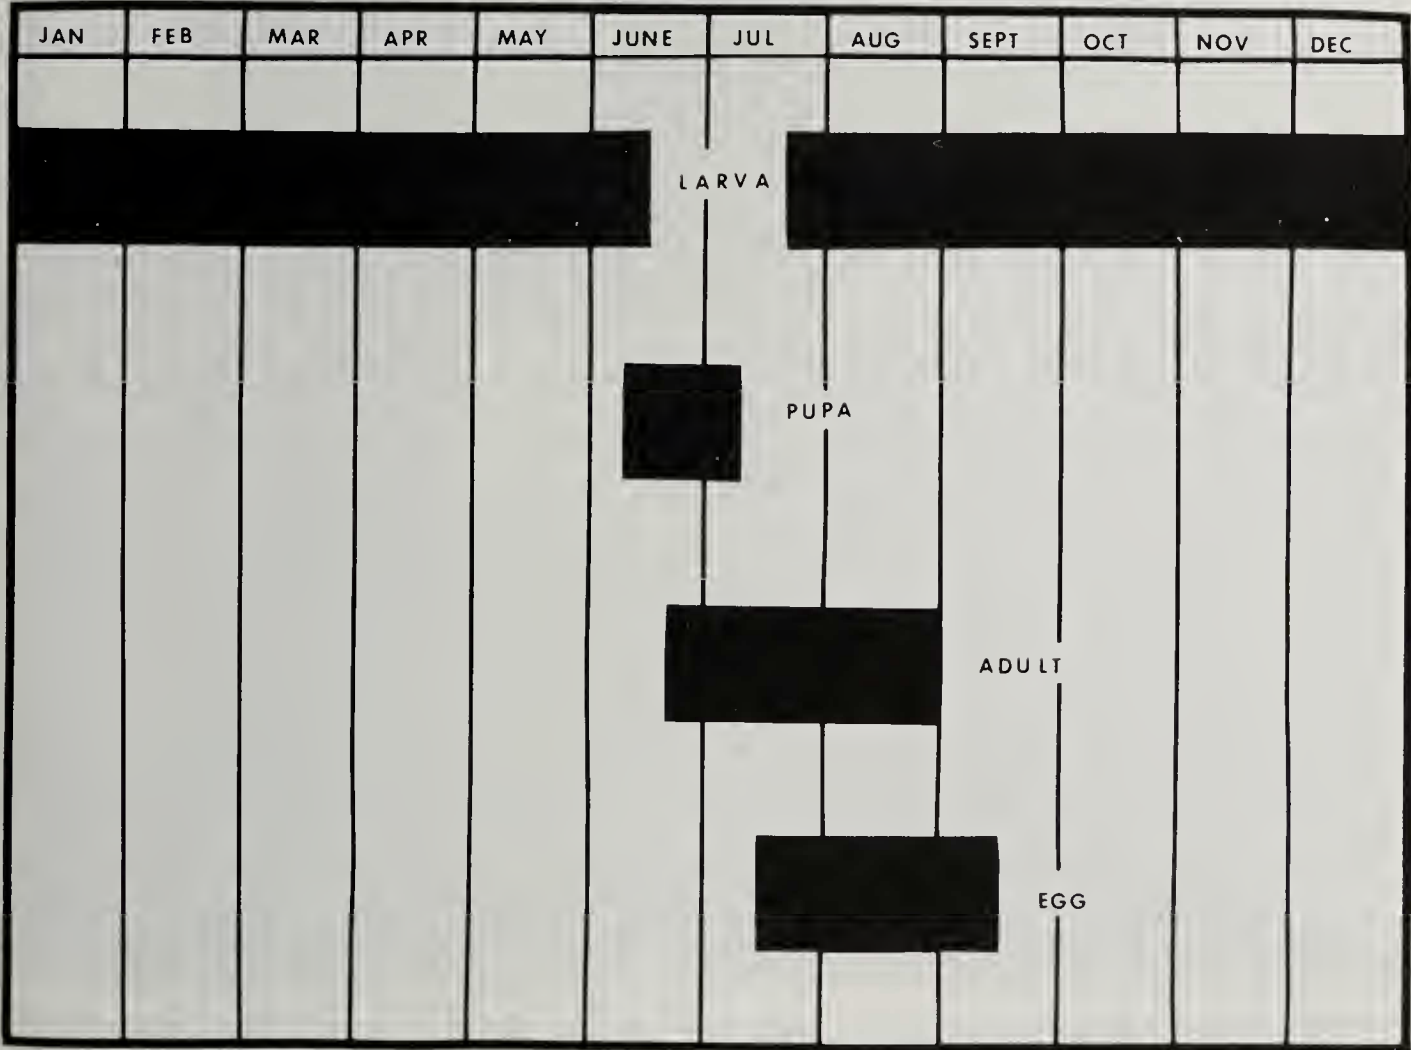 JAN FEB MAR APR MAY JUNE JUL AUG SEPT OCT NOV DEC
LARVA
PUPA
ADULT
EGG